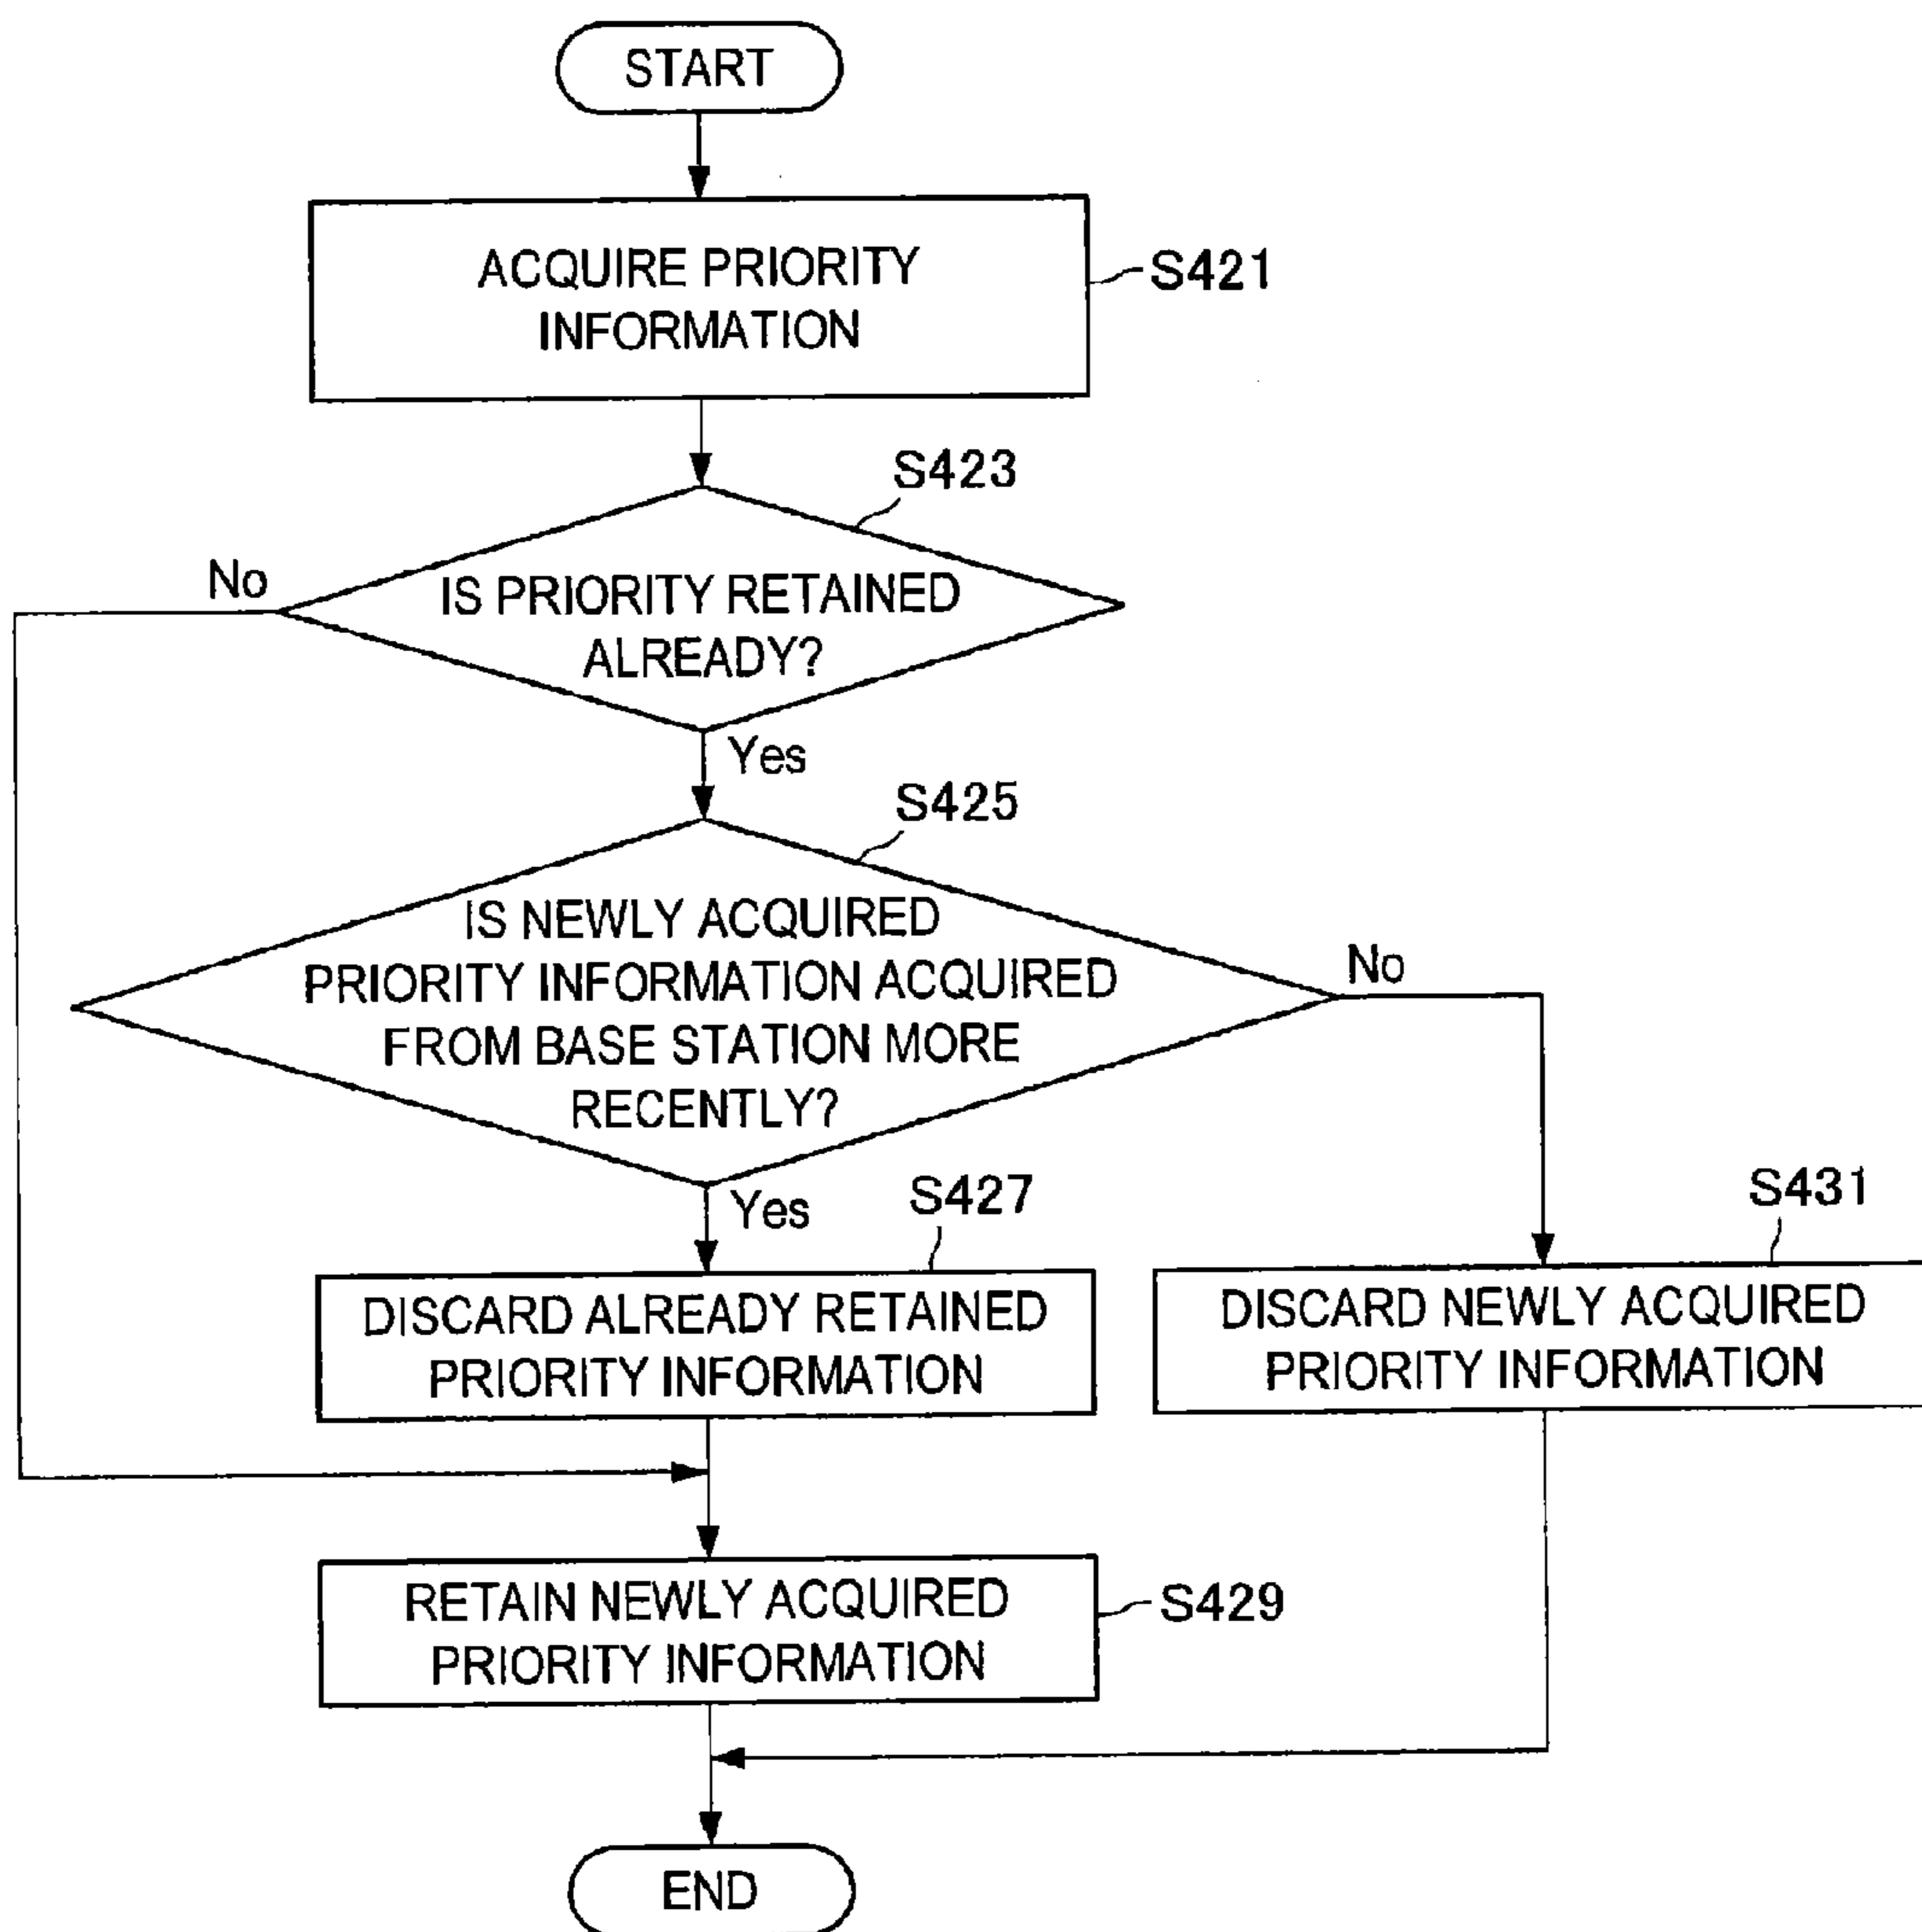 START
ACQUIRE PRIORITY
INFORMATION
S421
S423
No
IS PRIORITY RETAINED
ALREADY?
Yes
S425
IS NEWLY ACQUIRED
PRIORITY INFORMATION ACQUIRED
FROM BASE STATION MORE
RECENTLY?
No
Yes
S427
S431
DISCARD ALREADY RETAINED
PRIORITY INFORMATION
DISCARD NEWLY ACQUIRED
PRIORITY INFORMATION
RETAIN NEWLY ACQUIRED
PRIORITY INFORMATION
S429
END